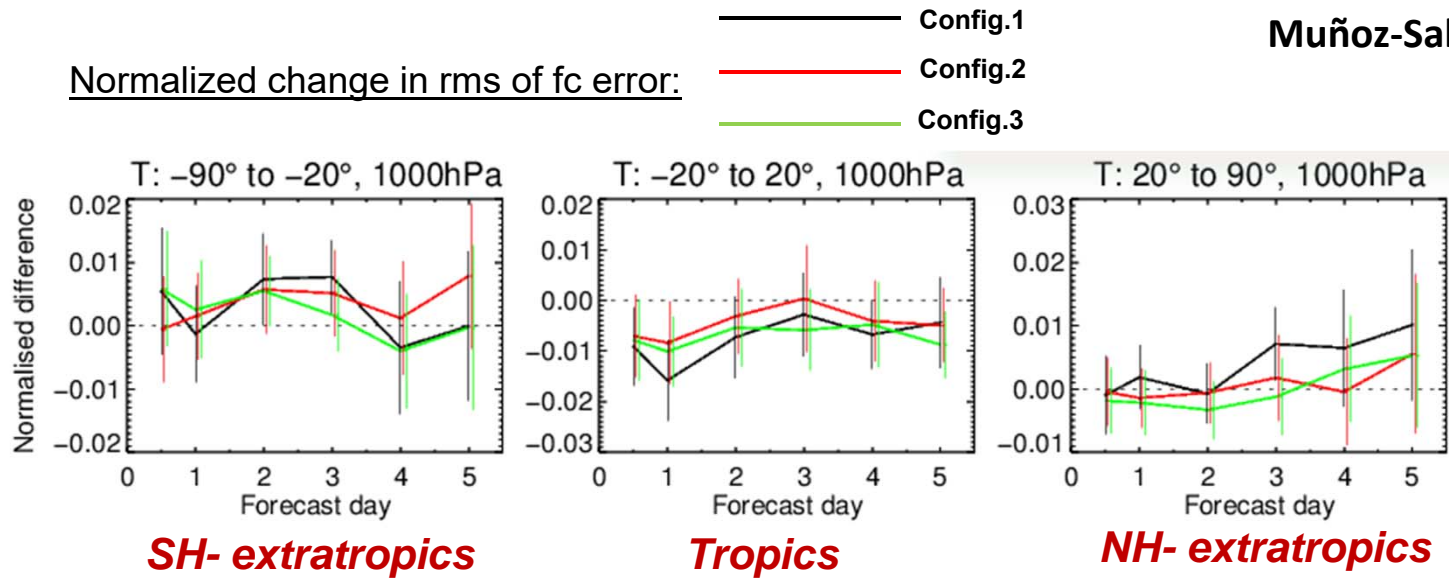 Config.1
Muñoz-Sal
Normalized change in rms of fc error:
Config.2
Config.3
T: −90° to −20°, 1000hPa
T: −20° to 20°, 1000hPa
T: 20° to 90°, 1000hPa
Normalised difference
0.02
0.01
0.00
−0.01
−0.02
0 1 2 3 4 5
Forecast day
0.02
0.01
0.00
−0.01
−0.02
−0.03
0 1 2 3 4 5
Forecast day
0.03
0.02
0.01
0.00
−0.01
0 1 2 3 4 5
Forecast day
SH- extratropics
Tropics
NH- extratropics